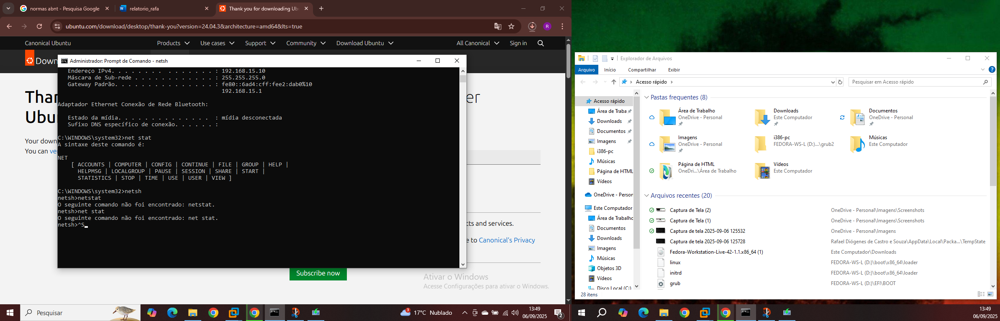 normas abnt - Pesquisa Google
relatorio_rafa
Thank you for downloading Ub
ubuntu.com/download/desktop/thank-you?version=24.04.3&architecture=amd64&lts=true
R
Canonical Ubuntu
Products
Use cases
Support
Community
Download Ubuntu
All Canonical
Sign in
Down
Administrador: Prompt de Comando - netsh
Endereço IPv4. . . . . . . . . . . . . . . : 192.168.15.10
Máscara de Sub-rede . . . . . . . . . . . . : 255.255.255.0
Gateway Padrão. . . . . . . . . . . . . . . : fe80::6ad4:cff:fee2:dab0%10
192.168.15.1
Adaptador Ethernet Conexão de Rede Bluetooth:
Estado da mídia. . . . . . . . . . . . . . : mídia desconectada
Sufixo DNS específico de conexão. . . . . . :
C:\WINDOWS\system32>net stat
A sintaxe deste comando é:
NET
[ ACCOUNTS | COMPUTER | CONFIG | CONTINUE | FILE | GROUP | HELP |
HELPMSG | LOCALGROUP | PAUSE | SESSION | SHARE | START |
STATISTICS | STOP | TIME | USE | USER | VIEW ]
C:\WINDOWS\system32>netsh
netsh>netstat
O seguinte comando não foi encontrado: netstat.
netsh>net stat
O seguinte comando não foi encontrado: net stat.
netsh>^S
Than
er
Ubu
Your down
You can ve
cts and services.
e to Canonical's Privacy
Subscribe now
Ativar o Windows
Acesse Configurações para ativar o Windows.
Pesquisar
3
17°C Nublado
13:49
06/09/2025
2
Explorador de Arquivos
Arquivo
Início
Compartilhar
Exibir
Acesso rápido
Pesquisar em Acesso rápido
Acesso rápido
Área de Traba
Downloads
Documentos
Imagens
i386-pc
Músicas
Página de HTML
Vídeos
OneDrive - Person
Este Computador
Área de Trabalho
Documentos
Downloads
Imagens
Músicas
Objetos 3D
Vídeos
Disco Local (C:)
Pastas frequentes (8)
Área de Trabalho
OneDrive - Personal
Downloads
Este Computador
Documentos
OneDrive - Personal
Imagens
OneDrive - Personal
i386-pc
FEDORA-WS-L (D:)...\grub2
Músicas
Este Computador
Página de HTML
OneDri...\Área de Trabalho
Vídeos
Este Computador
Arquivos recentes (20)
Captura de Tela (2)
OneDrive - Personal\Imagens\Screenshots
Captura de Tela (1)
OneDrive - Personal\Imagens\Screenshots
Captura de tela 2025-09-06 125532
OneDrive - Personal\Imagens
Captura de tela 2025-09-06 125728
Rafael Diógenes de Castro e Souza\AppData\Local\Packa...\TempState
Fedora-Workstation-Live-42-1.1.x86_64 (1)
Este Computador\Downloads
linux
FEDORA-WS-L (D:)\boot\x86_64\loader
initrd
FEDORA-WS-L (D:)\boot\x86_64\loader
grub
FEDORA-WS-L (D:)\EFI\BOOT
28 itens
13:49
06/09/2025